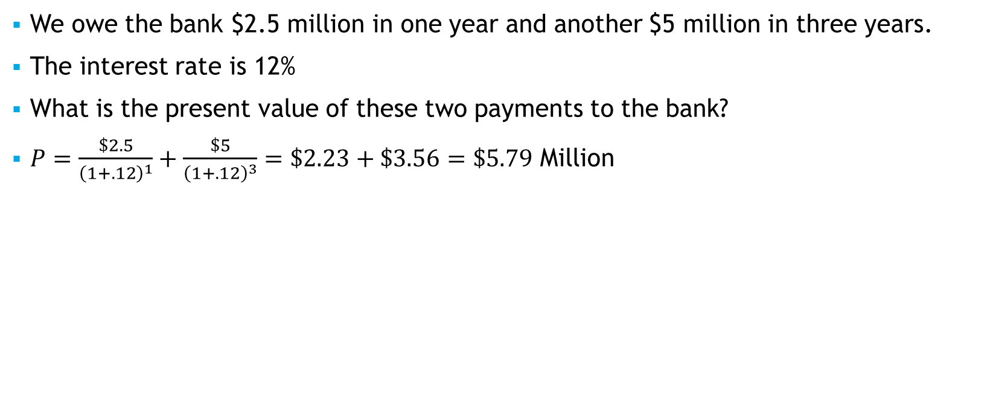 ▪ We owe the bank $2.5 million in one year and another $5 million in three years.
▪ The interest rate is 12%
▪ What is the present value of these two payments to the bank?
▪ P = $2.5/(1+.12)¹ + $5/(1+.12)³ = $2.23 + $3.56 = $5.79 Million